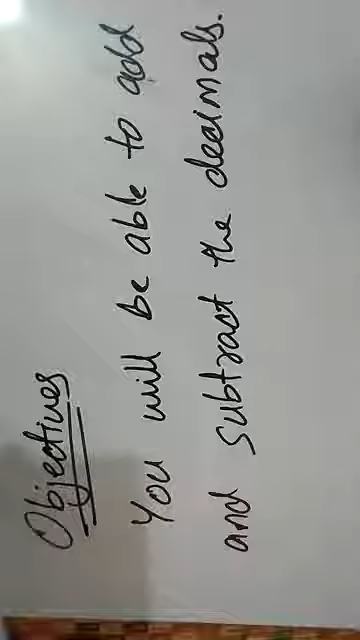 Objectives
You will be able to add
and subtract the decimals.